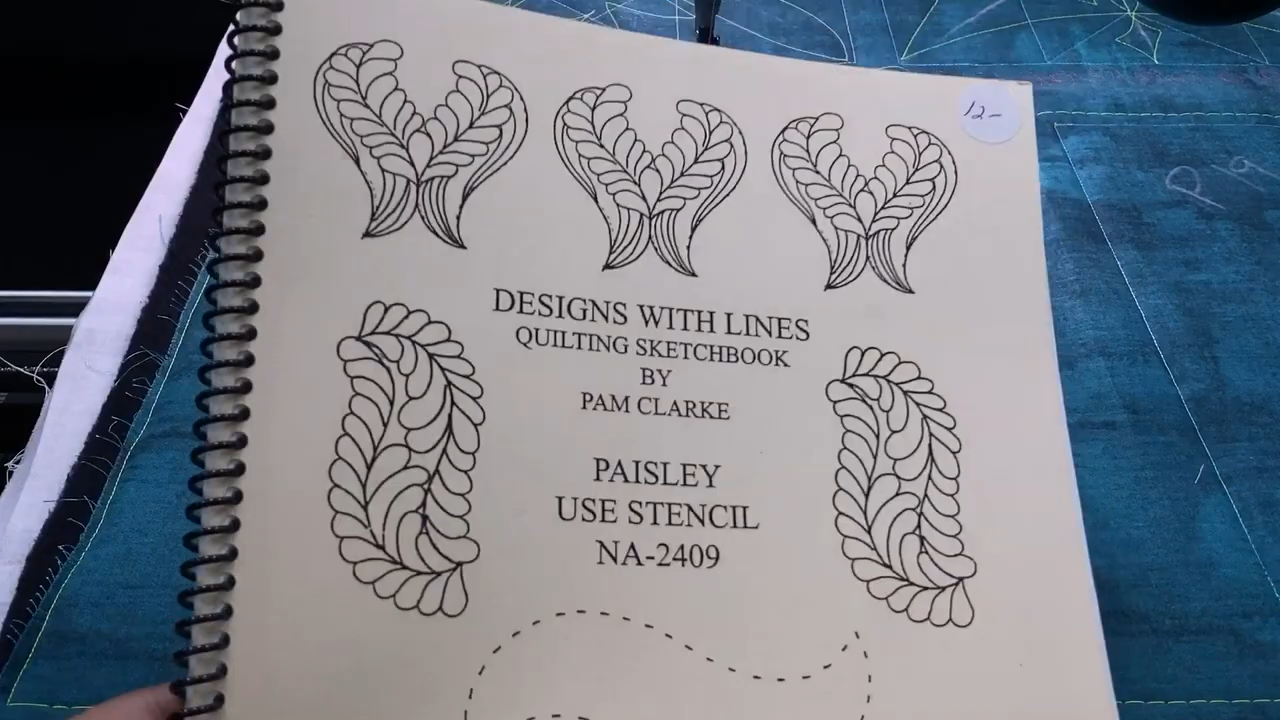 12-
DESIGNS WITH LINES
QUILTING SKETCHBOOK
BY
PAM CLARKE
PAISLEY
USE STENCIL
NA-2409